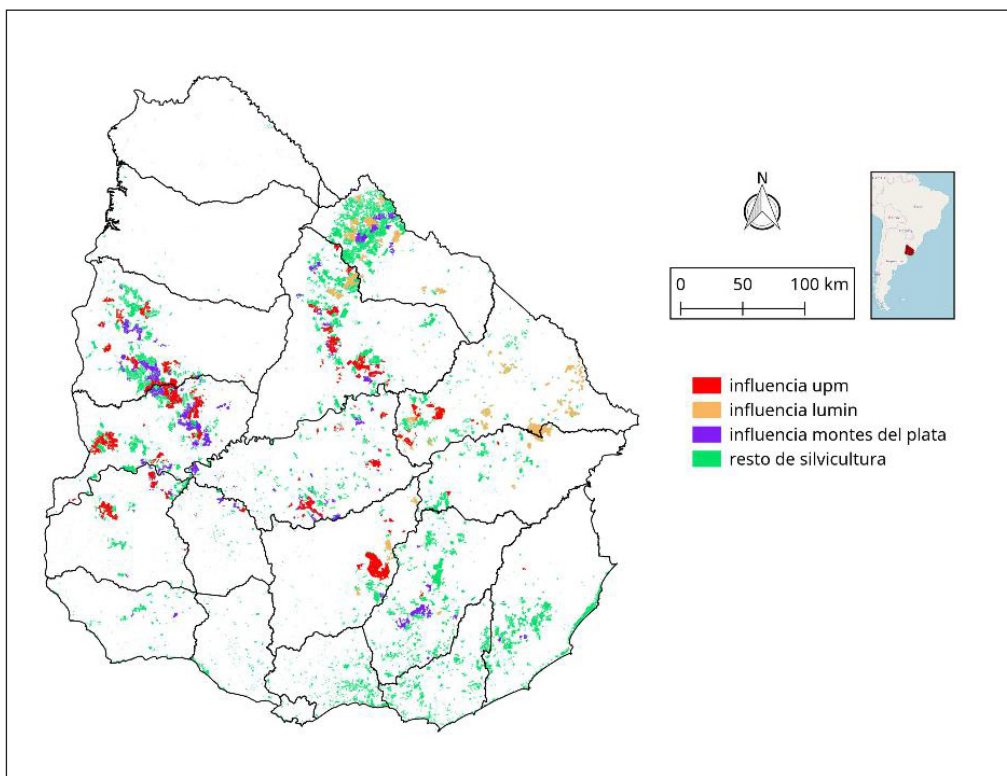 N
0 50 100 km
influencia upm
influencia lumin
influencia montes del plata
resto de silvicultura